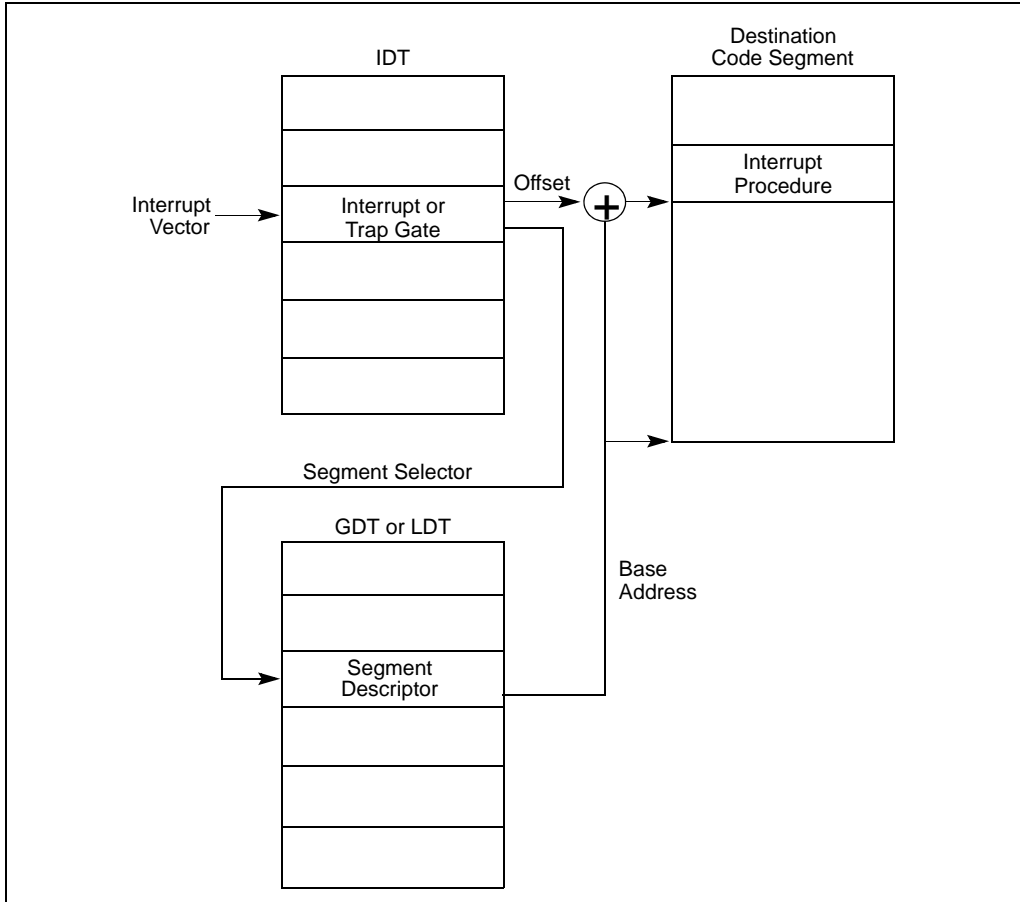 Destination
Code Segment
IDT
Interrupt
Procedure
Offset
+
Interrupt
Vector
Interrupt or
Trap Gate
Segment Selector
GDT or LDT
Base
Address
Segment
Descriptor